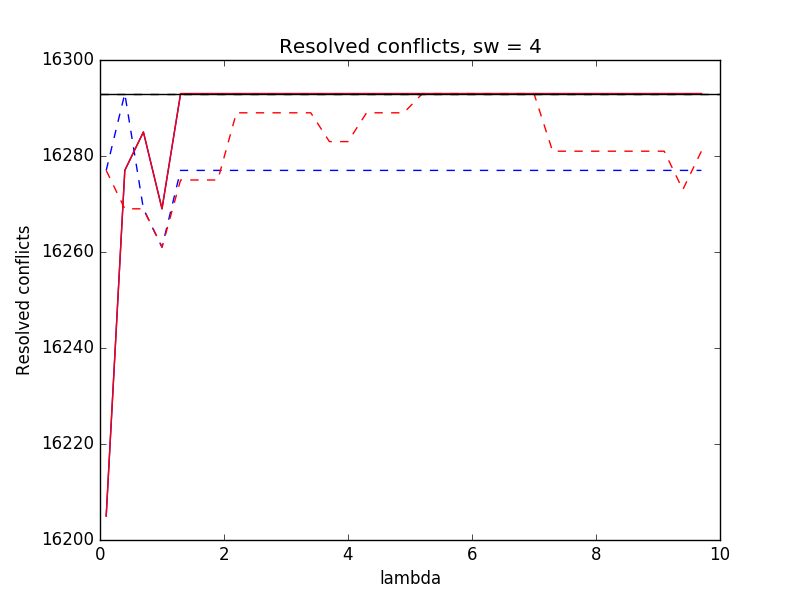 Resolved conflicts, sw = 4
16300
16280
16260
16240
16220
16200
Resolved conflicts
0 2 4 6 8 10
lambda